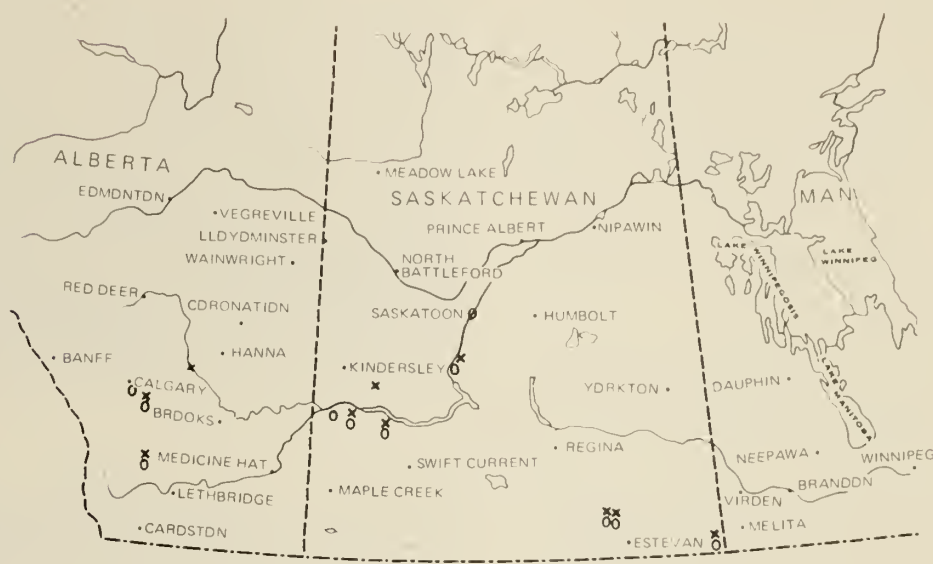 ALBERTA
MEADOW LAKE
EDMONTDN
SASKATCHEWAN
MAN
VEGREVILLE
PRINCE ALBERT
NIPAWIN
LLDYDMINSTER
WAINWRIGHT
NORTH
BATTLEFORD
LAKE WINNIPEGOSIS
LAKE
WINNIPEG
RED DEER
CDRONATIDN
SASKATOON
HUMBOLT
BANFF
HANNA
KINDERSLEY
CALGARY
YDRKTON
DAUPHIN
LAKE MANITOBA
BRDOKS
REGINA
MEDICINE HAT
SWIFT CURRENT
NEEPAWA
WINNIPEG
LETHBRIDGE
MAPLE CREEK
VIRDEN
BRANDDN
CARDSTDN
ESTEVAN
MELITA